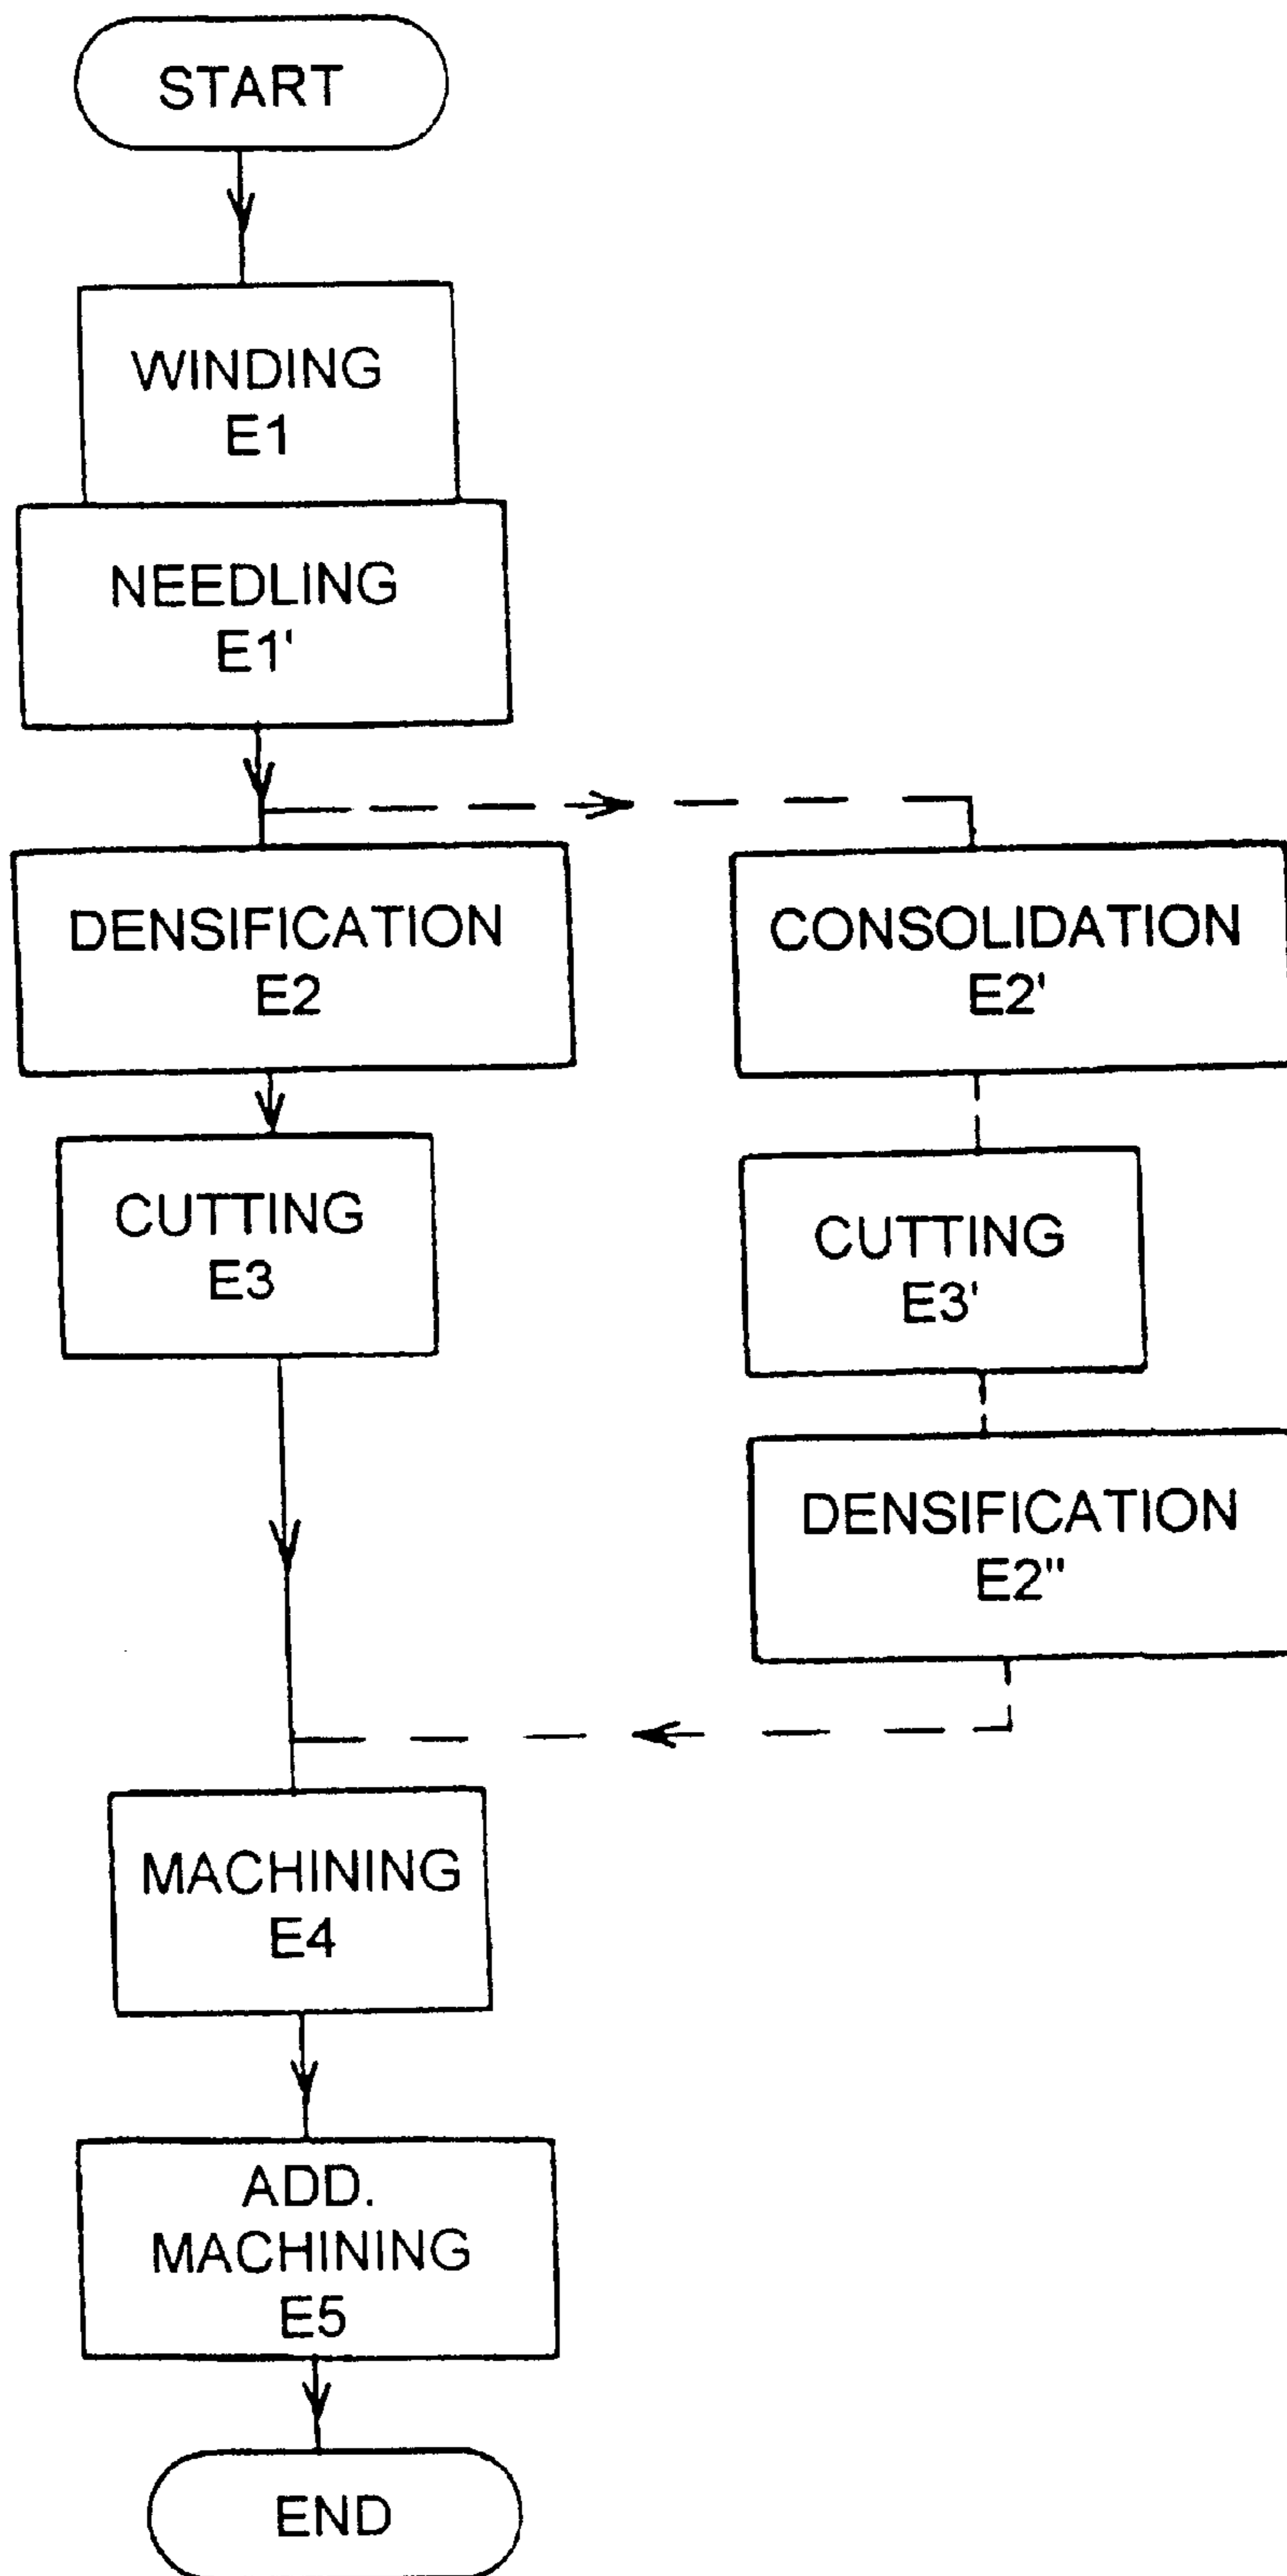 START
WINDING
E1
NEEDLING
E1'
DENSIFICATION
E2
CONSOLIDATION
E2'
CUTTING
E3
CUTTING
E3'
DENSIFICATION
E2"
MACHINING
E4
ADD.
MACHINING
E5
END